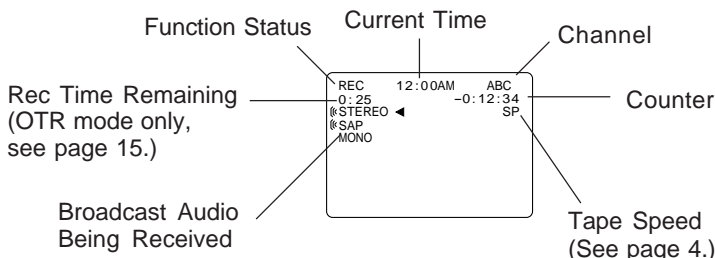 Function Status
Current Time
Channel
REC 12:00AM ABC
Rec Time Remaining
(OTR mode only,
see page 15.)
0:25 -0:12:34
Counter
STEREO ◄ SP
SAP
MONO
Broadcast Audio
Being Received
Tape Speed
(See page 4.)